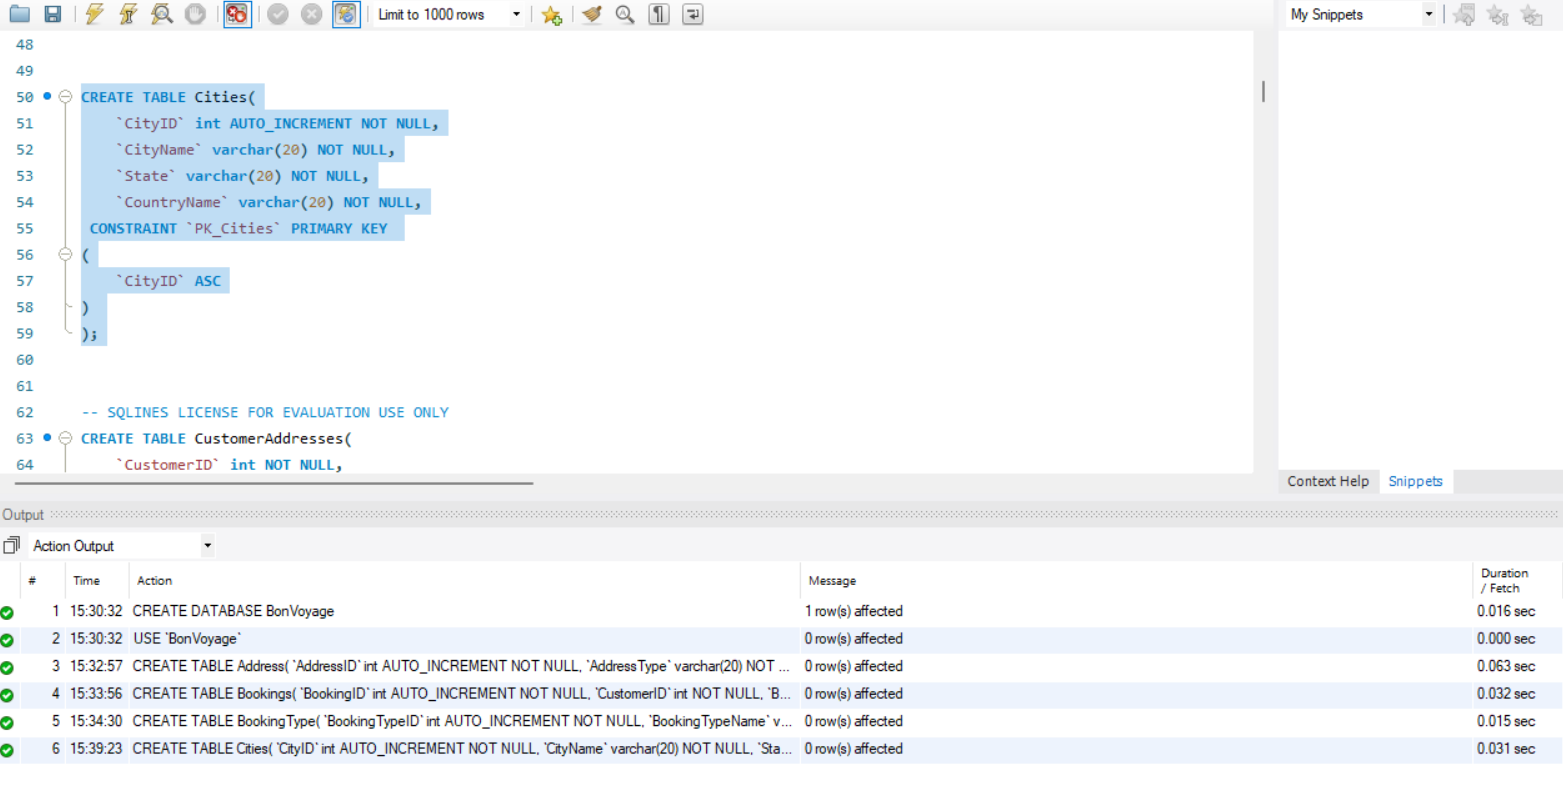 Limit to 1000 rows
My Snippets
48
49
50 CREATE TABLE Cities(
51 `CityID` int AUTO_INCREMENT NOT NULL,
52 `CityName` varchar(20) NOT NULL,
53 `State` varchar(20) NOT NULL,
54 `CountryName` varchar(20) NOT NULL,
55 CONSTRAINT `PK_Cities` PRIMARY KEY
56 (
57 `CityID` ASC
58 )
59 );
60
61
62 -- SQLINES LICENSE FOR EVALUATION USE ONLY
63 CREATE TABLE CustomerAddresses(
64 `CustomerID` int NOT NULL,
Context Help Snippets
Output
Action Output
# Time Action Message Duration / Fetch
1 15:30:32 CREATE DATABASE BonVoyage 1 row(s) affected 0.016 sec
2 15:30:32 USE `BonVoyage` 0 row(s) affected 0.000 sec
3 15:32:57 CREATE TABLE Address( `AddressID` int AUTO_INCREMENT NOT NULL, `AddressType` varchar(20) NOT ... 0 row(s) affected 0.063 sec
4 15:33:56 CREATE TABLE Bookings( `BookingID` int AUTO_INCREMENT NOT NULL, `CustomerID` int NOT NULL, `B... 0 row(s) affected 0.032 sec
5 15:34:30 CREATE TABLE BookingType( `BookingTypeID` int AUTO_INCREMENT NOT NULL, `BookingTypeName` v... 0 row(s) affected 0.015 sec
6 15:39:23 CREATE TABLE Cities( `CityID` int AUTO_INCREMENT NOT NULL, `CityName` varchar(20) NOT NULL, `Sta... 0 row(s) affected 0.031 sec